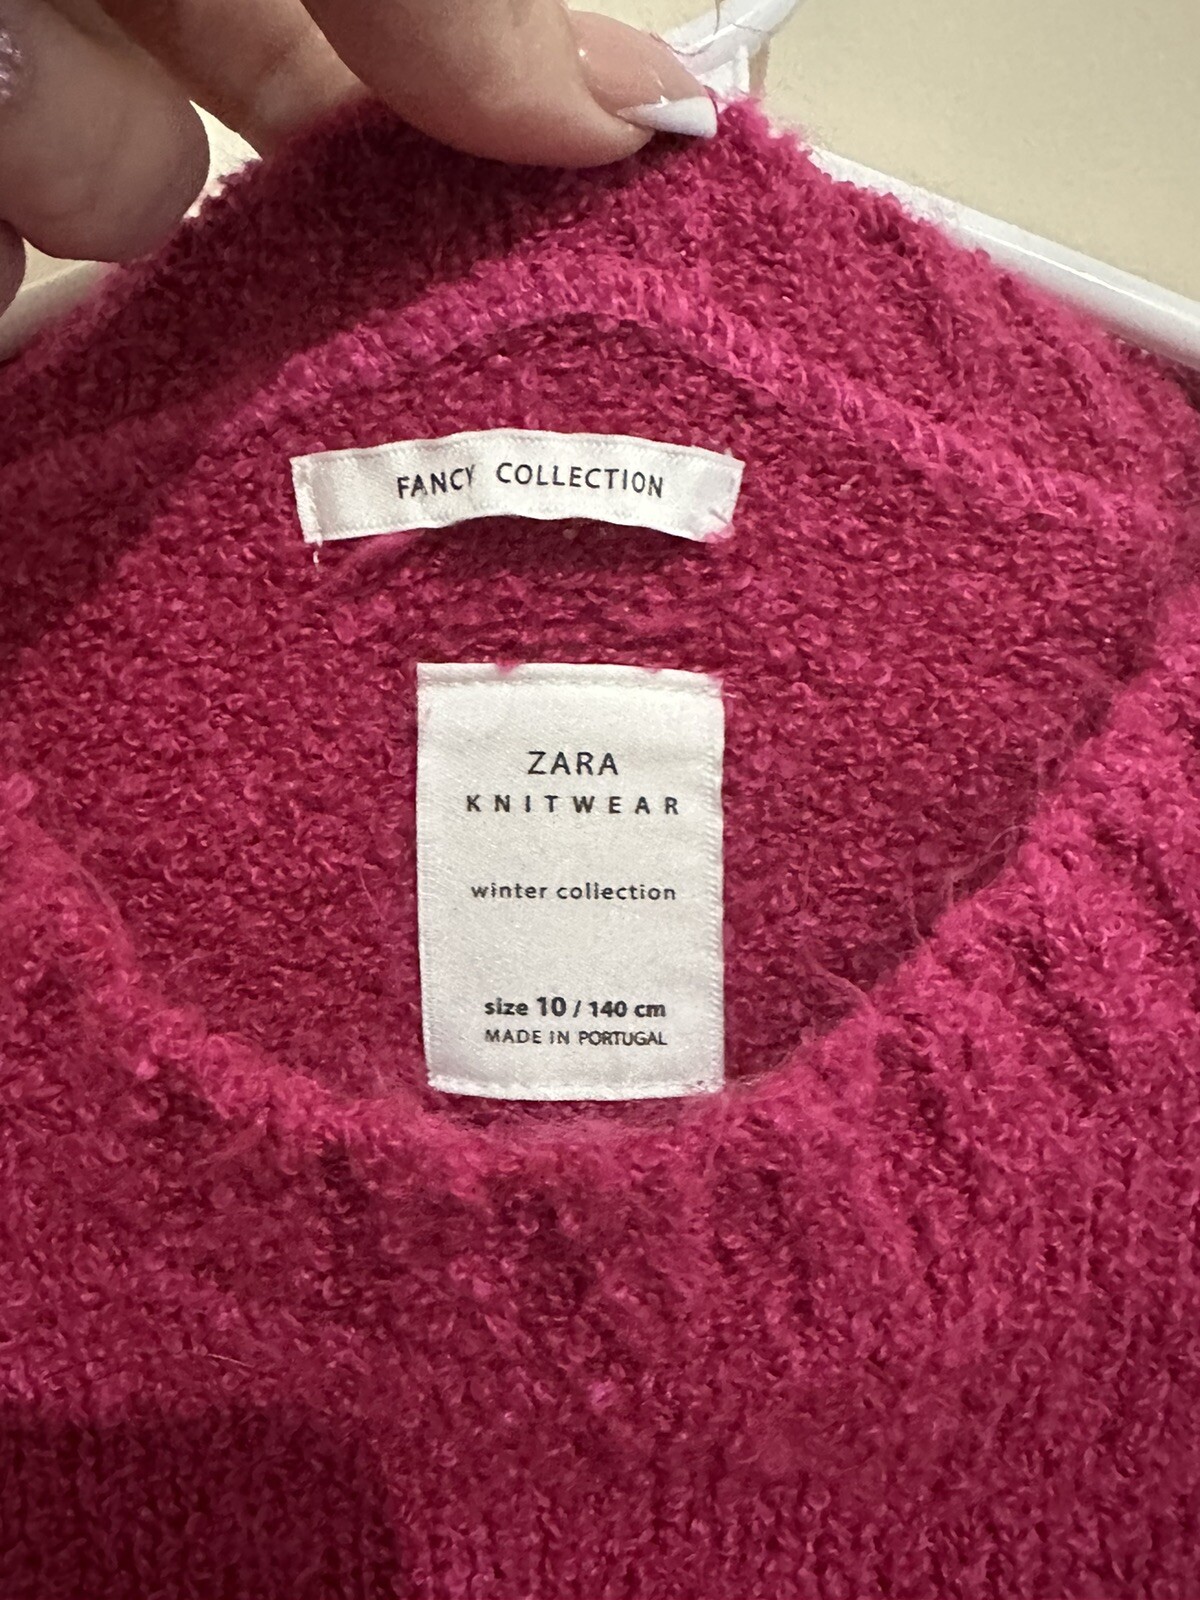 FANCY COLLECTION
ZARA
KNITWEAR
winter collection
size 10 / 140 cm
MADE IN PORTUGAL